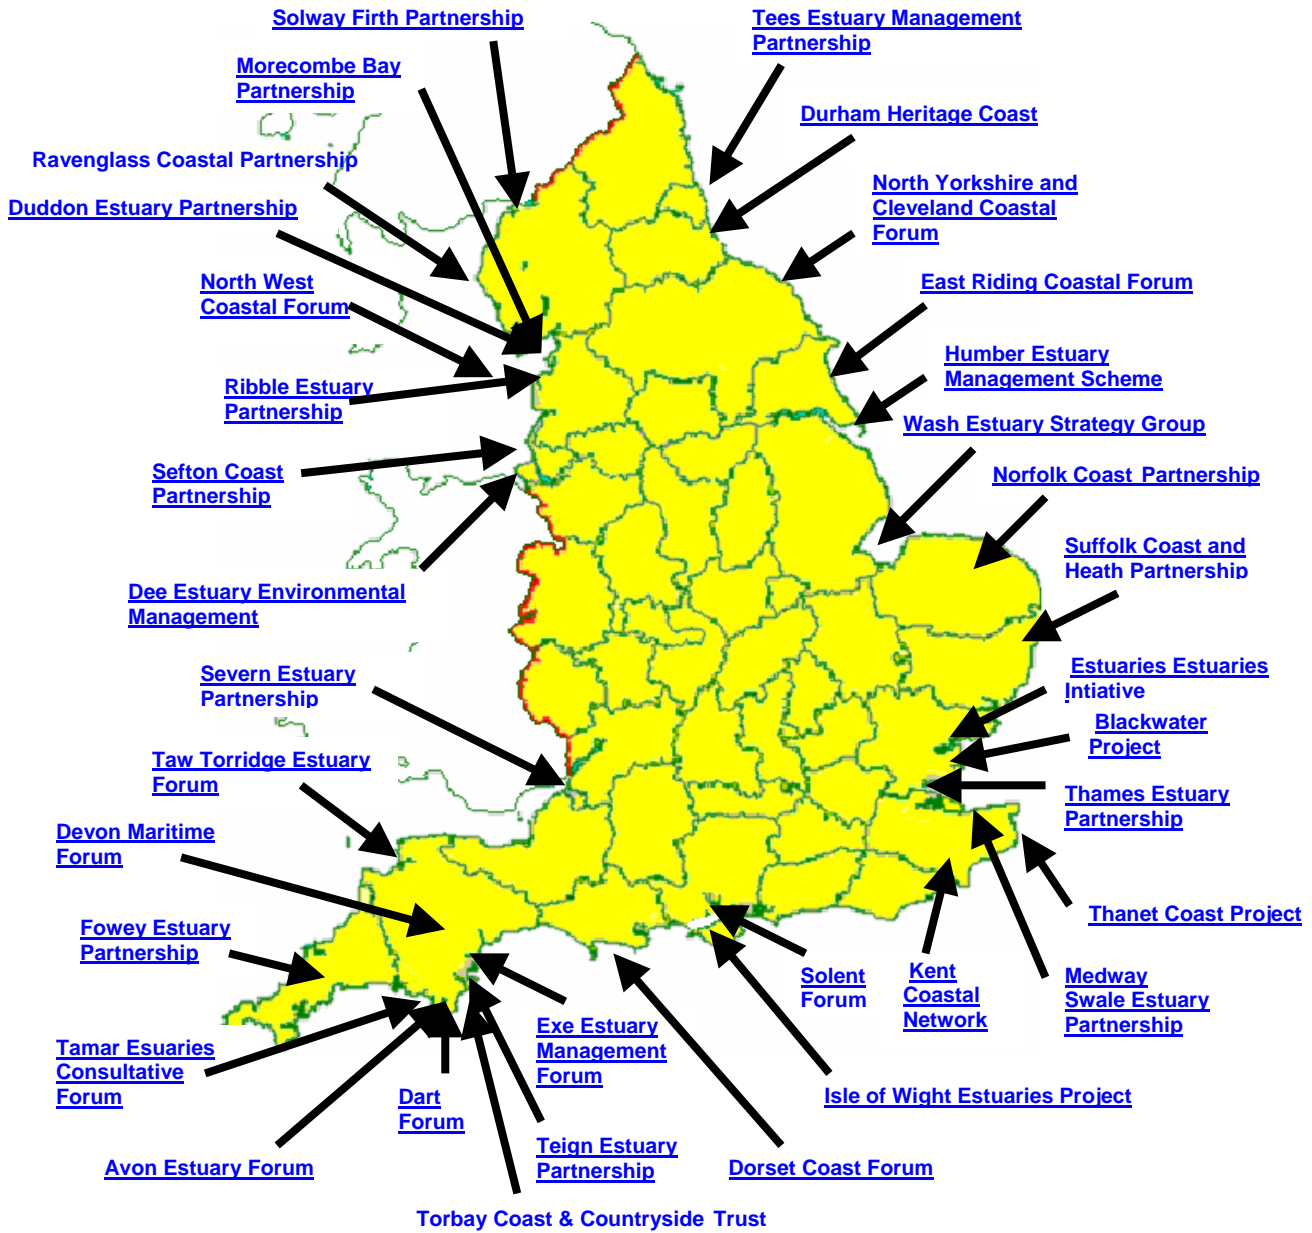 Solway Firth Partnership
Tees Estuary Management
Partnership
Morecombe Bay
Partnership
Durham Heritage Coast
Ravenglass Coastal Partnership
North Yorkshire and
Cleveland Coastal
Forum
Duddon Estuary Partnership
North West
Coastal Forum
East Riding Coastal Forum
Humber Estuary
Management Scheme
Ribble Estuary
Partnership
Wash Estuary Strategy Group
Sefton Coast
Partnership
Norfolk Coast Partnership
Suffolk Coast and
Heath Partnership
Dee Estuary Environmental
Management
Severn Estuary
Partnership
Estuaries Estuaries
Intiative
Blackwater
Project
Taw Torridge Estuary
Forum
Thames Estuary
Partnership
Devon Maritime
Forum
Thanet Coast Project
Fowey Estuary
Partnership
Solent
Forum
Kent
Coastal
Network
Medway
Swale Estuary
Partnership
Tamar Esuaries
Consultative
Forum
Exe Estuary
Management
Forum
Dart
Forum
Isle of Wight Estuaries Project
Teign Estuary
Partnership
Avon Estuary Forum
Dorset Coast Forum
Torbay Coast & Countryside Trust